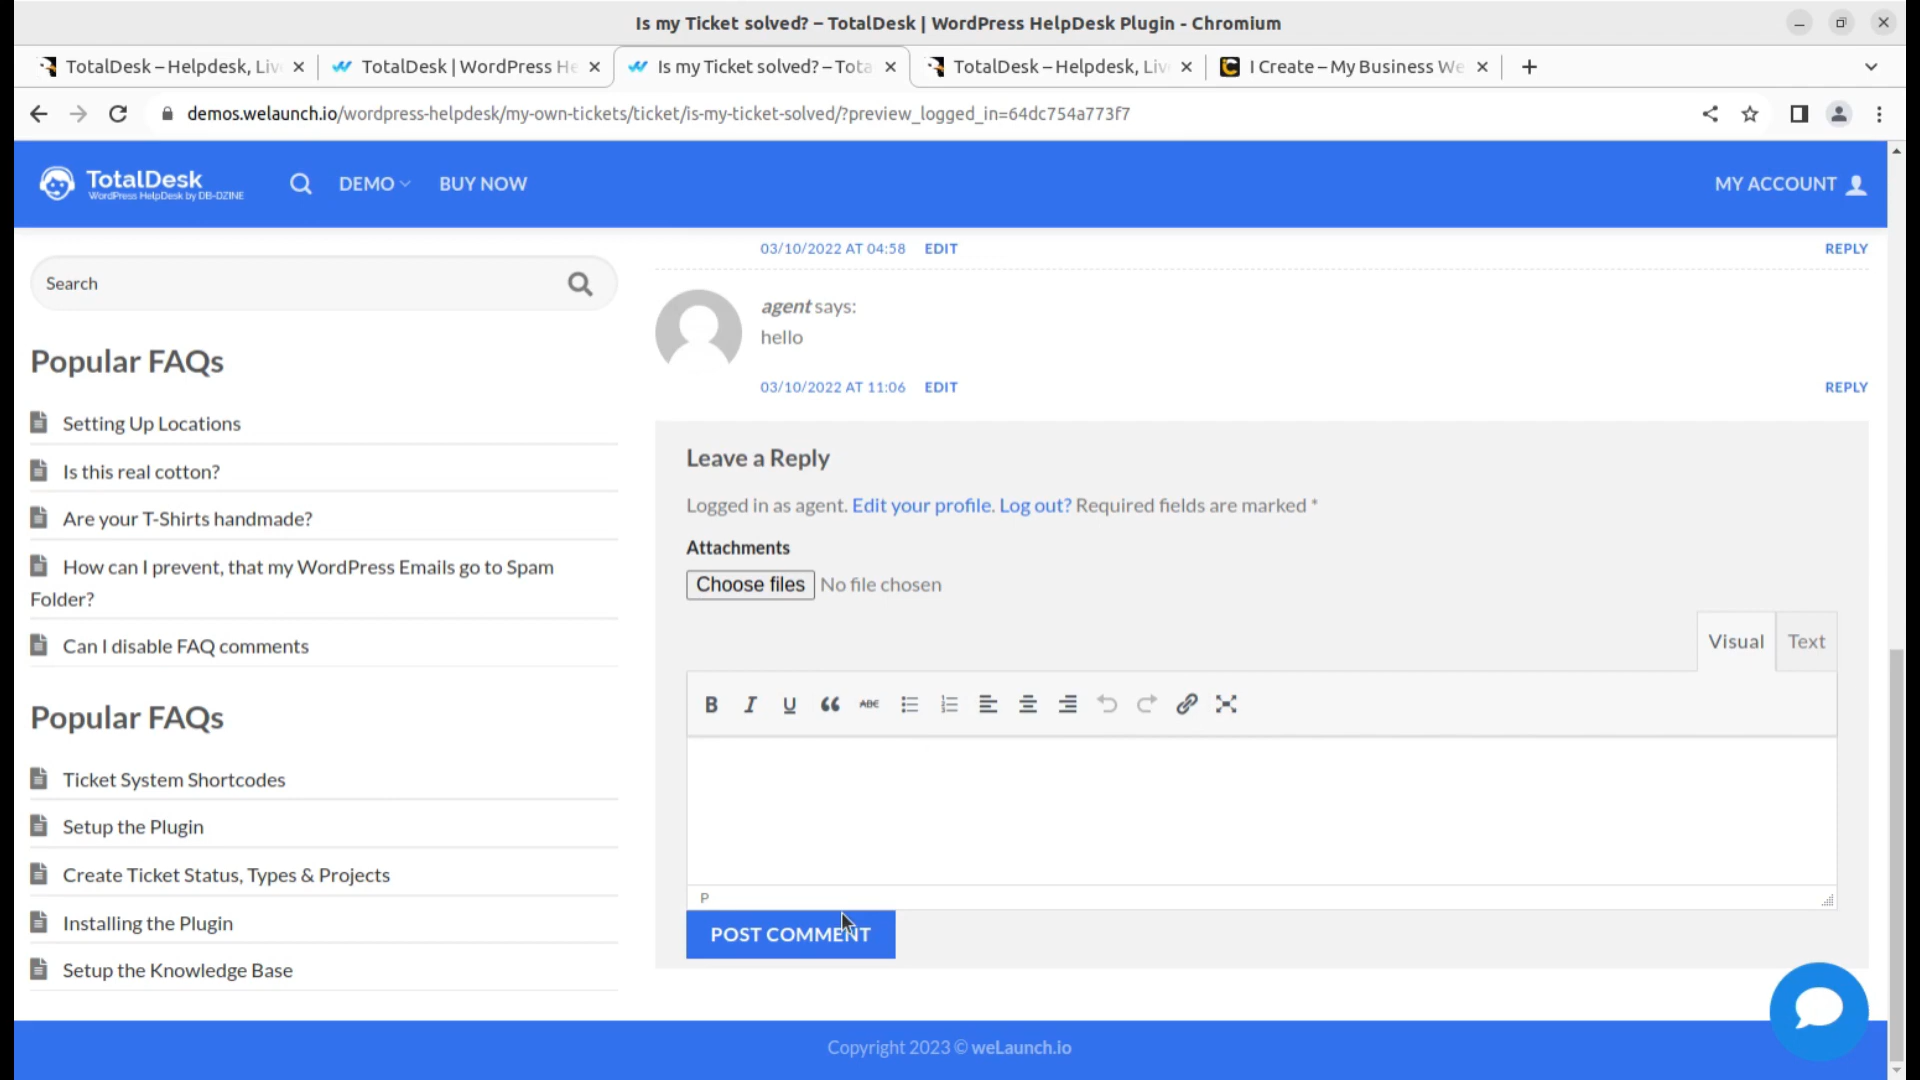 Is my Ticket solved? – TotalDesk | WordPress HelpDesk Plugin - Chromium
TotalDesk – Helpdesk, Liv
TotalDesk | WordPress He
Is my Ticket solved? – Tota
TotalDesk – Helpdesk, Liv
I Create – My Business We
demos.welaunch.io/wordpress-helpdesk/my-own-tickets/ticket/is-my-ticket-solved/?preview_logged_in=64dc754a773f7
TotalDesk
WordPress HelpDesk by DB-DZINE
DEMO
BUY NOW
MY ACCOUNT
Search
Popular FAQs
Setting Up Locations
Is this real cotton?
Are your T-Shirts handmade?
How can I prevent, that my WordPress Emails go to Spam
Folder?
Can I disable FAQ comments
Popular FAQs
Ticket System Shortcodes
Setup the Plugin
Create Ticket Status, Types & Projects
Installing the Plugin
Setup the Knowledge Base
03/10/2022 AT 04:58 EDIT REPLY
agent says:
hello
03/10/2022 AT 11:06 EDIT REPLY
Leave a Reply
Logged in as agent. Edit your profile. Log out? Required fields are marked *
Attachments
Choose files No file chosen
Visual Text
B I U ABC
P
POST COMMENT
Copyright 2023 © weLaunch.io